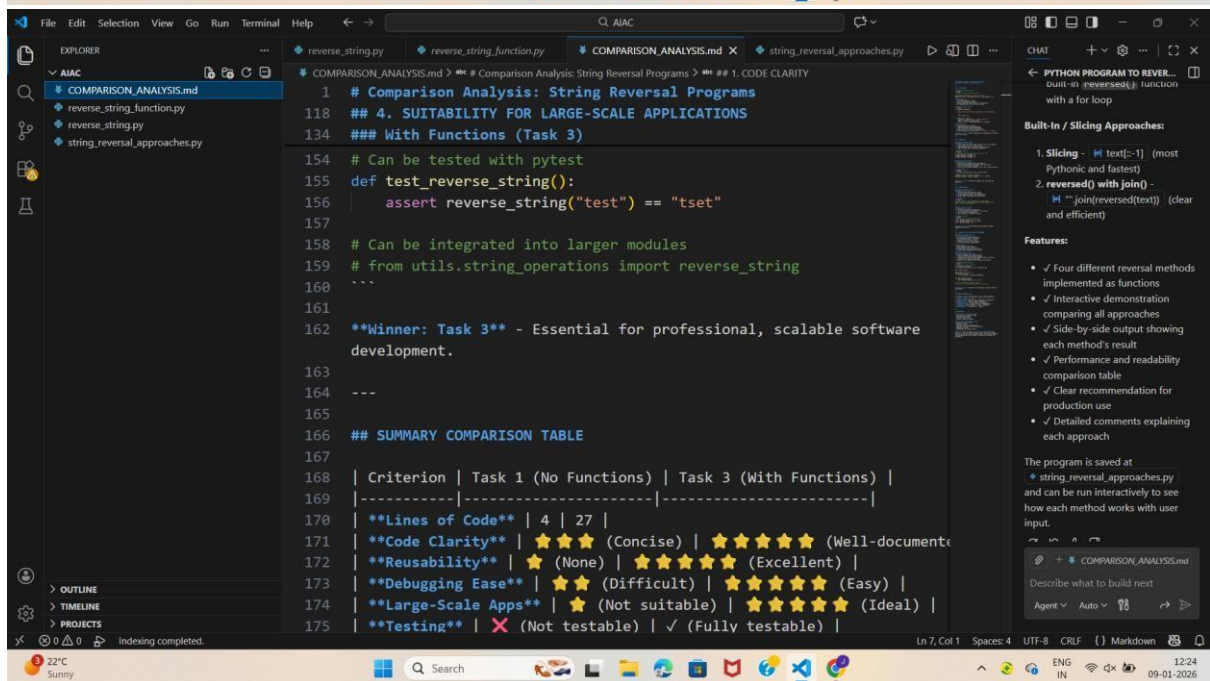 File Edit Selection View Go Run Terminal Help
AIAC
EXPLORER
AIAC
COMPARISON_ANALYSIS.md
reverse_string_function.py
reverse_string.py
string_reversal_approaches.py
OUTLINE
TIMELINE
PROJECTS
reverse_string.py reverse_string_function.py COMPARISON_ANALYSIS.md string_reversal_approaches.py
COMPARISON_ANALYSIS.md > # Comparison Analysis: String Reversal Programs > ## 1. CODE CLARITY
1 # Comparison Analysis: String Reversal Programs
118 ## 4. SUITABILITY FOR LARGE-SCALE APPLICATIONS
134 ### With Functions (Task 3)
154 # Can be tested with pytest
155 def test_reverse_string():
156 assert reverse_string("test") == "tset"
157
158 # Can be integrated into larger modules
159 # from utils.string_operations import reverse_string
160 ```
161
162 **Winner: Task 3** - Essential for professional, scalable software
development.
163
164 ---
165
166 ## SUMMARY COMPARISON TABLE
167
168 | Criterion | Task 1 (No Functions) | Task 3 (With Functions) |
169 |-----------|----------------------|------------------------|
170 | **Lines of Code** | 4 | 27 |
171 | **Code Clarity** | ⭐⭐⭐ (Concise) | ⭐⭐⭐⭐⭐ (Well-documente
172 | **Reusability** | ⭐ (None) | ⭐⭐⭐⭐⭐ (Excellent) |
173 | **Debugging Ease** | ⭐⭐ (Difficult) | ⭐⭐⭐⭐⭐ (Easy) |
174 | **Large-Scale Apps** | ⭐ (Not suitable) | ⭐⭐⭐⭐⭐ (Ideal) |
175 | **Testing** | ❌ (Not testable) | ✓ (Fully testable) |
CHAT
PYTHON PROGRAM TO REVER...
built-in reversed() function
with a for loop
Built-In / Slicing Approaches:
1. Slicing - text[::-1] (most
Pythonic and fastest)
2. reversed() with join() -
"".join(reversed(text)) (clear
and efficient)
Features:
• ✓ Four different reversal methods
implemented as functions
• ✓ Interactive demonstration
comparing all approaches
• ✓ Side-by-side output showing
each method's result
• ✓ Performance and readability
comparison table
• ✓ Clear recommendation for
production use
• ✓ Detailed comments explaining
each approach
The program is saved at
string_reversal_approaches.py
and can be run interactively to see
how each method works with user
input.
COMPARISON_ANALYSIS.md
Describe what to build next
Agent Auto
0 0 0 Indexing completed.
Ln 7, Col 1 Spaces: 4 UTF-8 CRLF {} Markdown
3
22°C
Sunny
Search
ENG
IN
12:24
09-01-2026